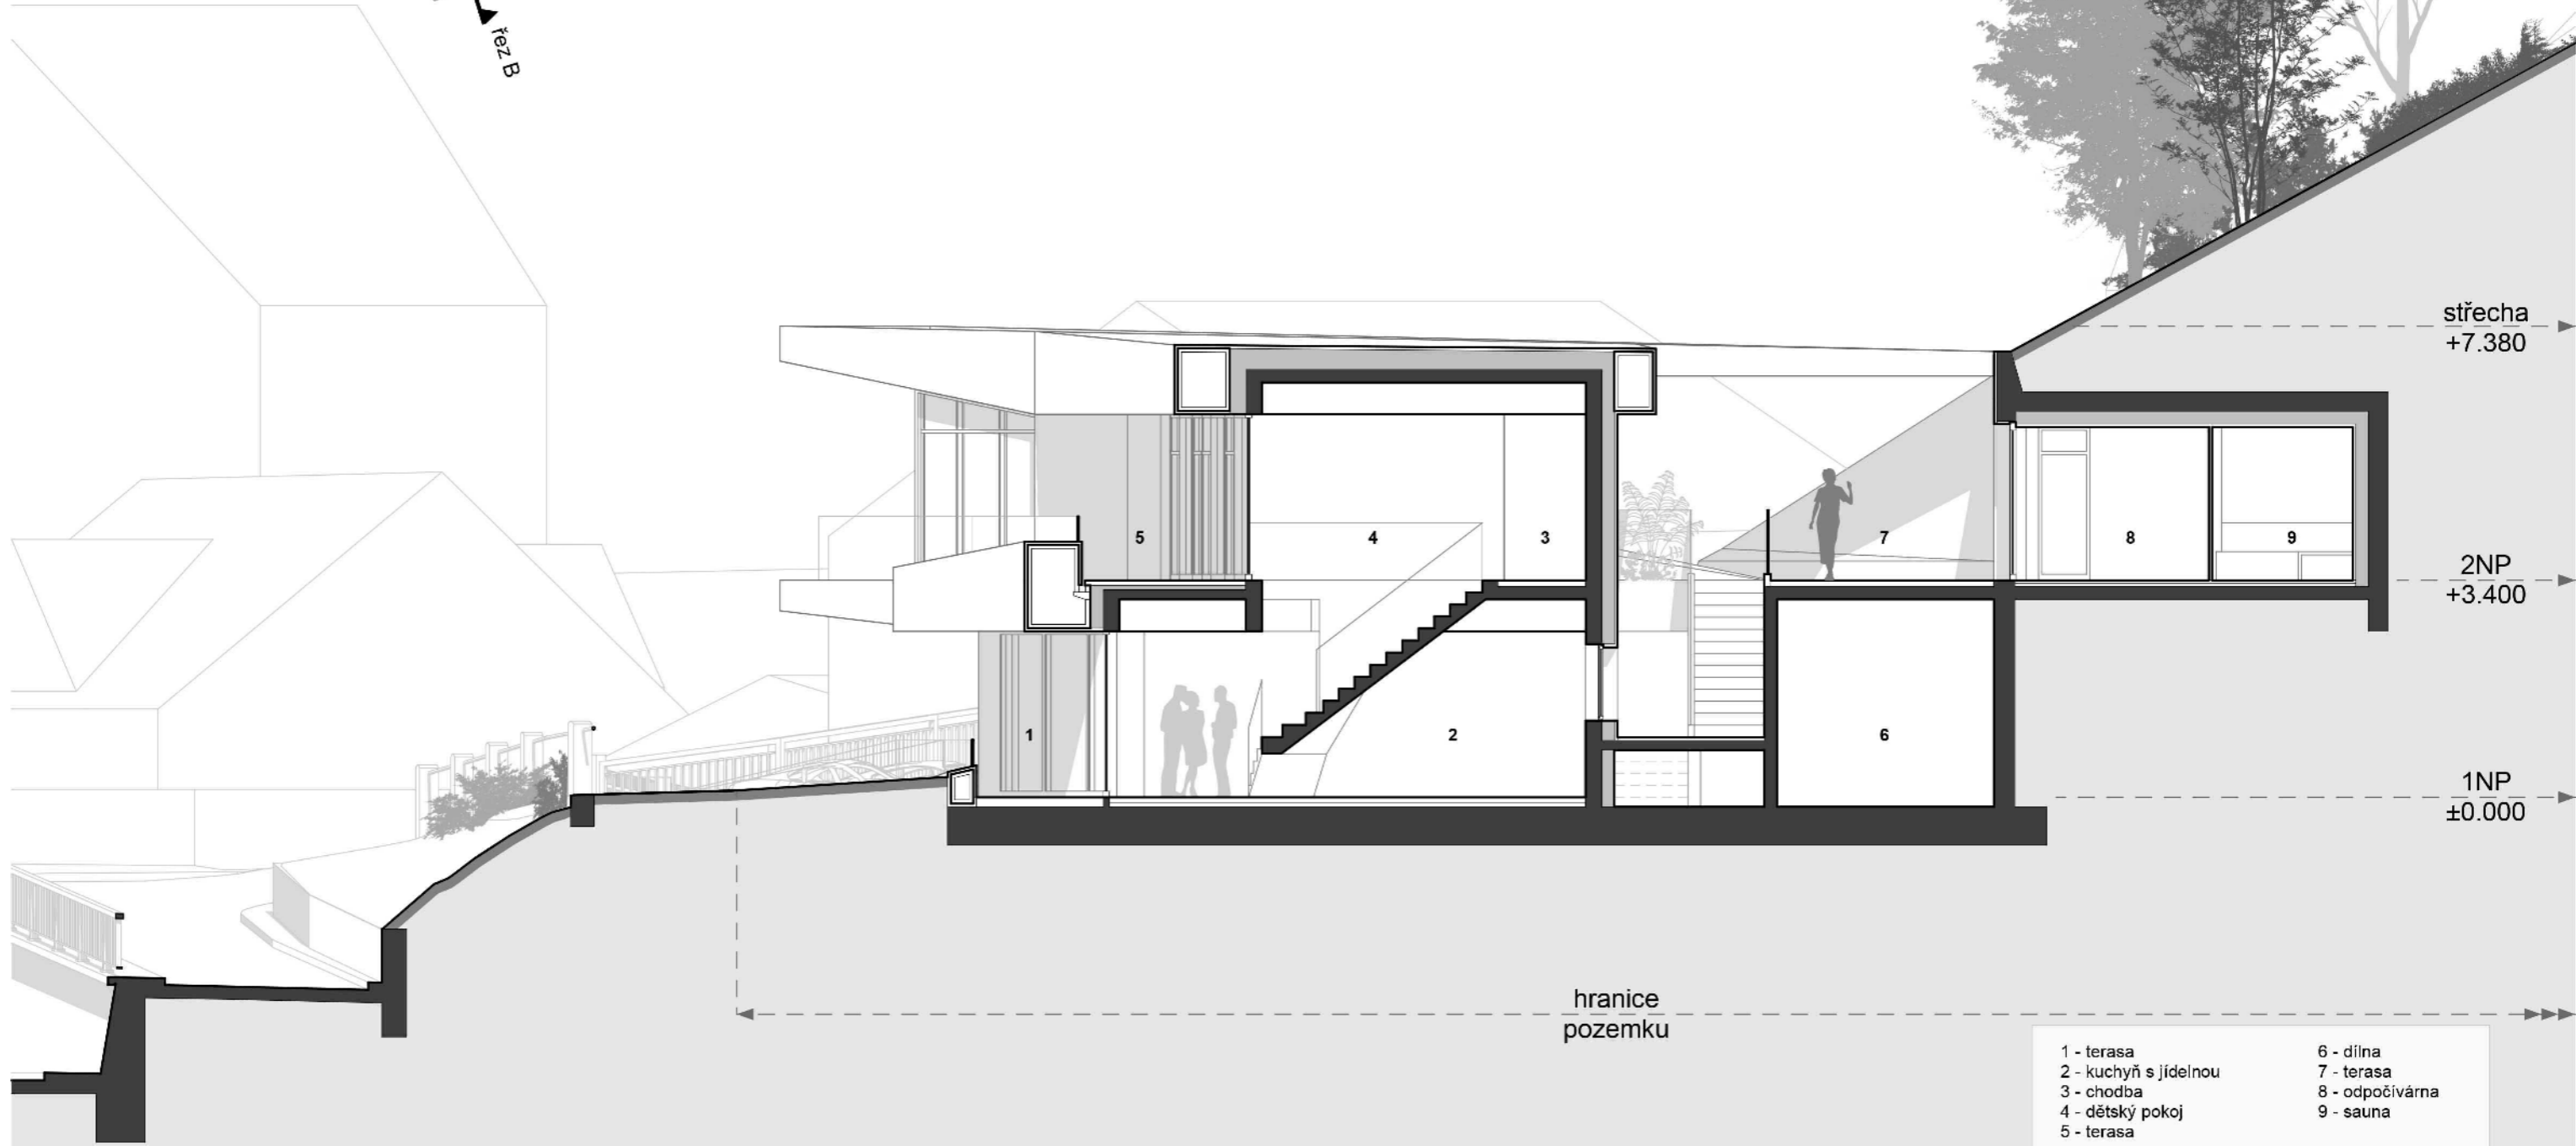 řez B
střecha
+7.380
5
4
3
7
8
9
2NP
+3.400
1
2
6
1NP
±0.000
hranice
pozemku
1 - terasa
2 - kuchyň s jídelnou
3 - chodba
4 - dětský pokoj
5 - terasa
6 - dílna
7 - terasa
8 - odpočívárna
9 - sauna